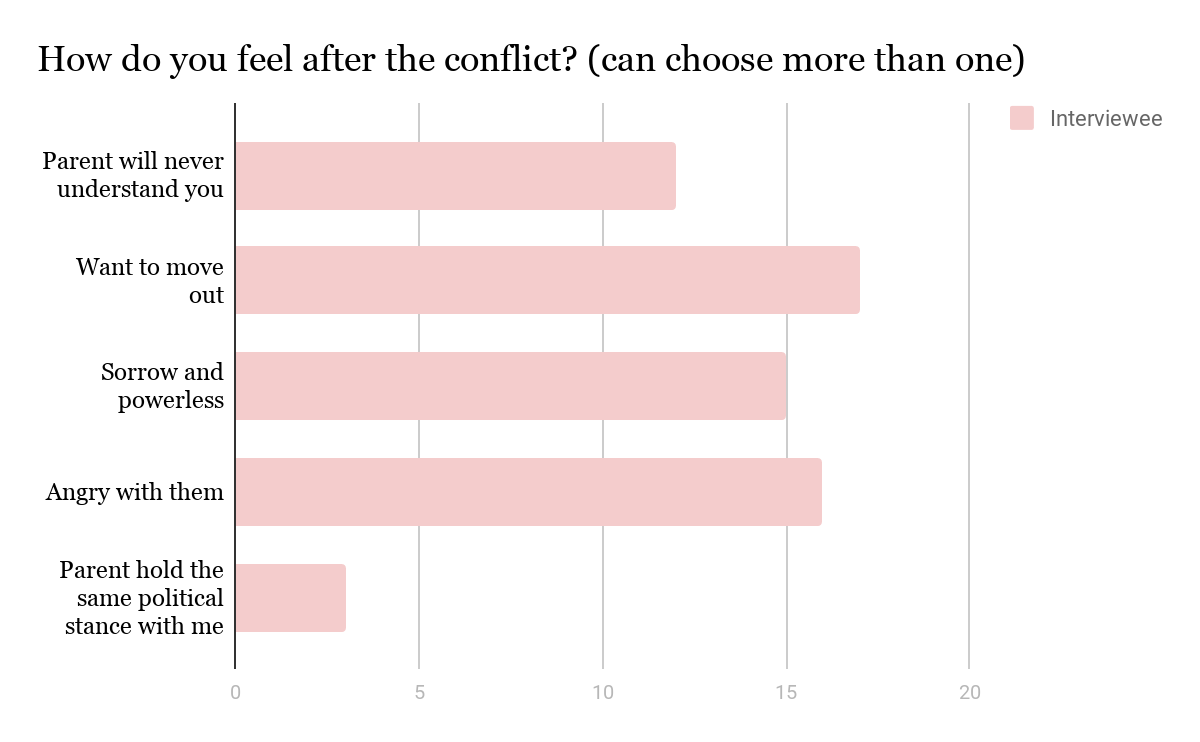 How do you feel after the conflict? (can choose more than one)
Interviewee
Parent will never
understand you
Want to move
out
Sorrow and
powerless
Angry with them
Parent hold the
same political
stance with me
0 5 10 15 20